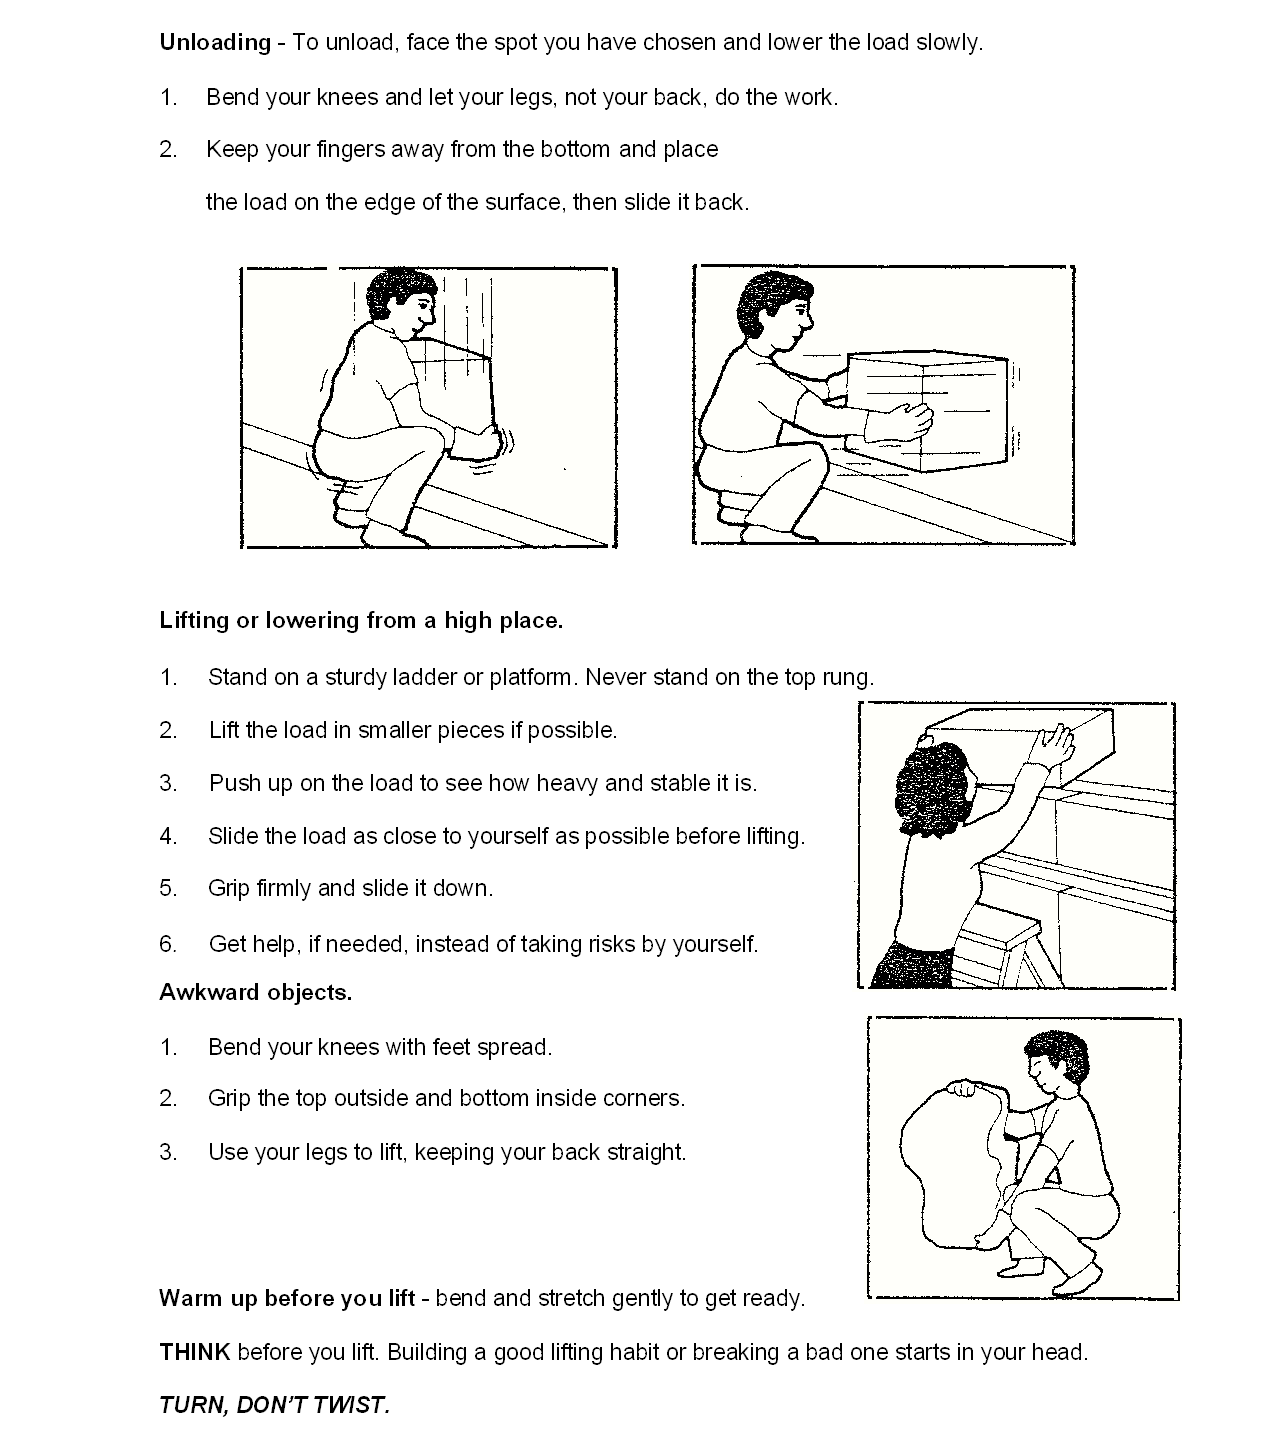 Unloading - To unload, face the spot you have chosen and lower the load slowly.
1. Bend your knees and let your legs, not your back, do the work.
2. Keep your fingers away from the bottom and place
the load on the edge of the surface, then slide it back.
Lifting or lowering from a high place.
1. Stand on a sturdy ladder or platform. Never stand on the top rung.
2. Lift the load in smaller pieces if possible.
3. Push up on the load to see how heavy and stable it is.
4. Slide the load as close to yourself as possible before lifting.
5. Grip firmly and slide it down.
6. Get help, if needed, instead of taking risks by yourself.
Awkward objects.
1. Bend your knees with feet spread.
2. Grip the top outside and bottom inside corners.
3. Use your legs to lift, keeping your back straight.
Warm up before you lift - bend and stretch gently to get ready.
THINK before you lift. Building a good lifting habit or breaking a bad one starts in your head.
TURN, DON'T TWIST.